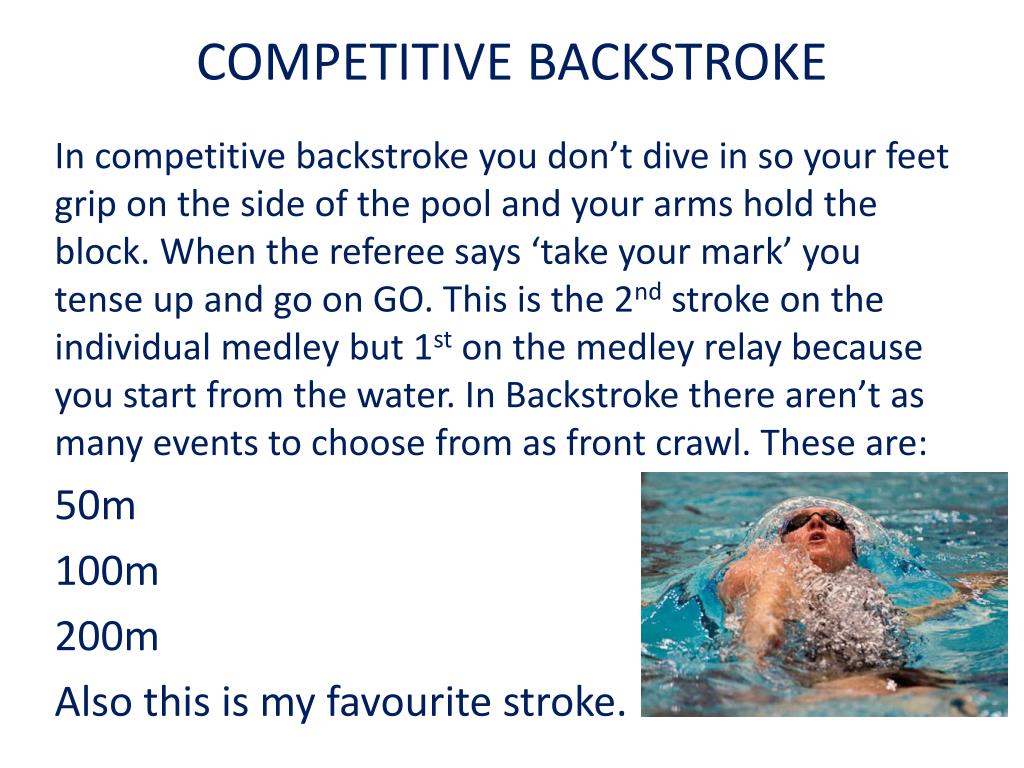 COMPETITIVE BACKSTROKE
In competitive backstroke you don’t dive in so your feet
grip on the side of the pool and your arms hold the
block. When the referee says ‘take your mark’ you
tense up and go on GO. This is the 2nd stroke on the
individual medley but 1st on the medley relay because
you start from the water. In Backstroke there aren’t as
many events to choose from as front crawl. These are:
50m
100m
200m
Also this is my favourite stroke.